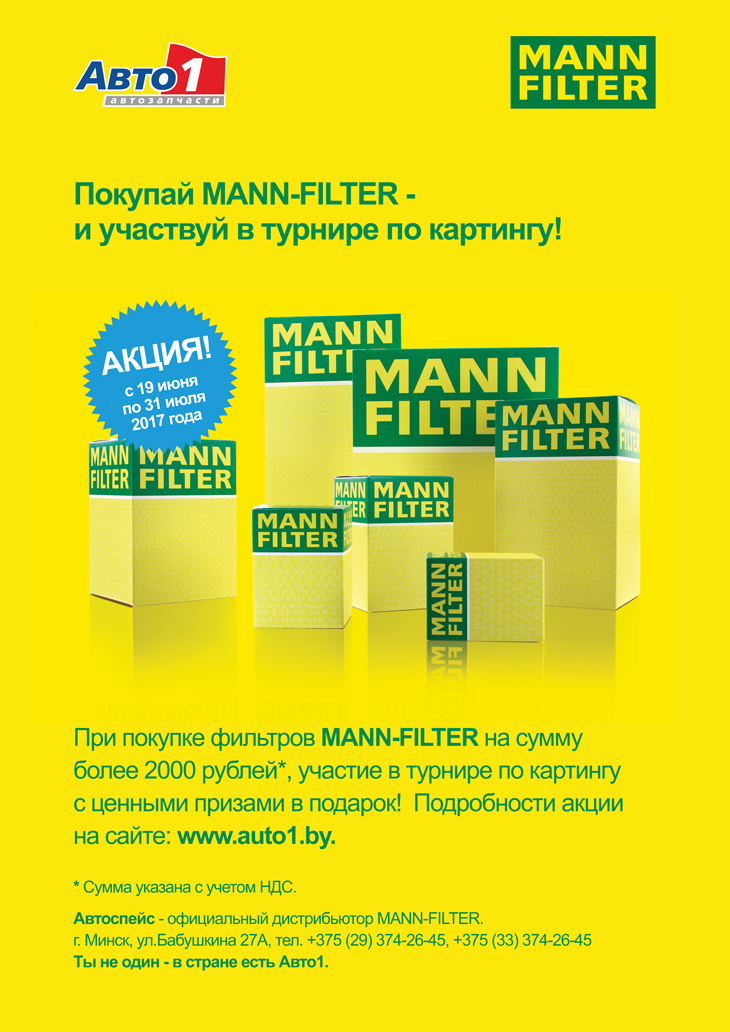 АВТО1
автозапчасти
MANN
FILTER
Покупай MANN-FILTER -
и участвуй в турнире по картингу!
АКЦИЯ!
с 19 июня
по 31 июля
2017 года
MANN
FILTER
MANN
FILTER
MANN
FILTER
MANN
FILTER
MANN
FILTER
MANN
FILTER
MANN
FILTER
MANN
FILTER
MANN
FILTER
При покупке фильтров MANN-FILTER на сумму
более 2000 рублей*, участие в турнире по картингу
с ценными призами в подарок! Подробности акции
на сайте: www.auto1.by.
* Сумма указана с учетом НДС.
Автоспейс - официальный дистрибьютор MANN-FILTER.
г. Минск, ул.Бабушкина 27А, тел. +375 (29) 374-26-45, +375 (33) 374-26-45
Ты не один - в стране есть Авто1.